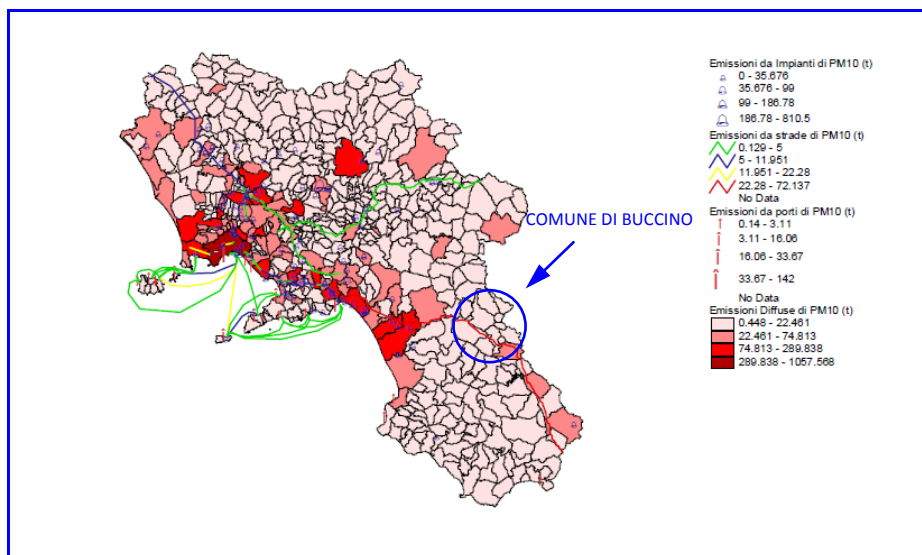 Emissioni da Impianti di PM10 (t)
0 - 35.676
35.676 - 99
99 - 186.78
186.78 - 810.5
Emissioni da strade di PM10 (t)
0.129 - 5
5 - 11.951
11.951 - 22.28
22.28 - 72.137
No Data
Emissioni da porti di PM10 (t)
0.14 - 3.11
3.11 - 16.06
16.06 - 33.67
33.67 - 142
No Data
Emissioni Diffuse di PM10 (t)
0.448 - 22.461
22.461 - 74.813
74.813 - 289.838
289.838 - 1057.568
COMUNE DI BUCCINO